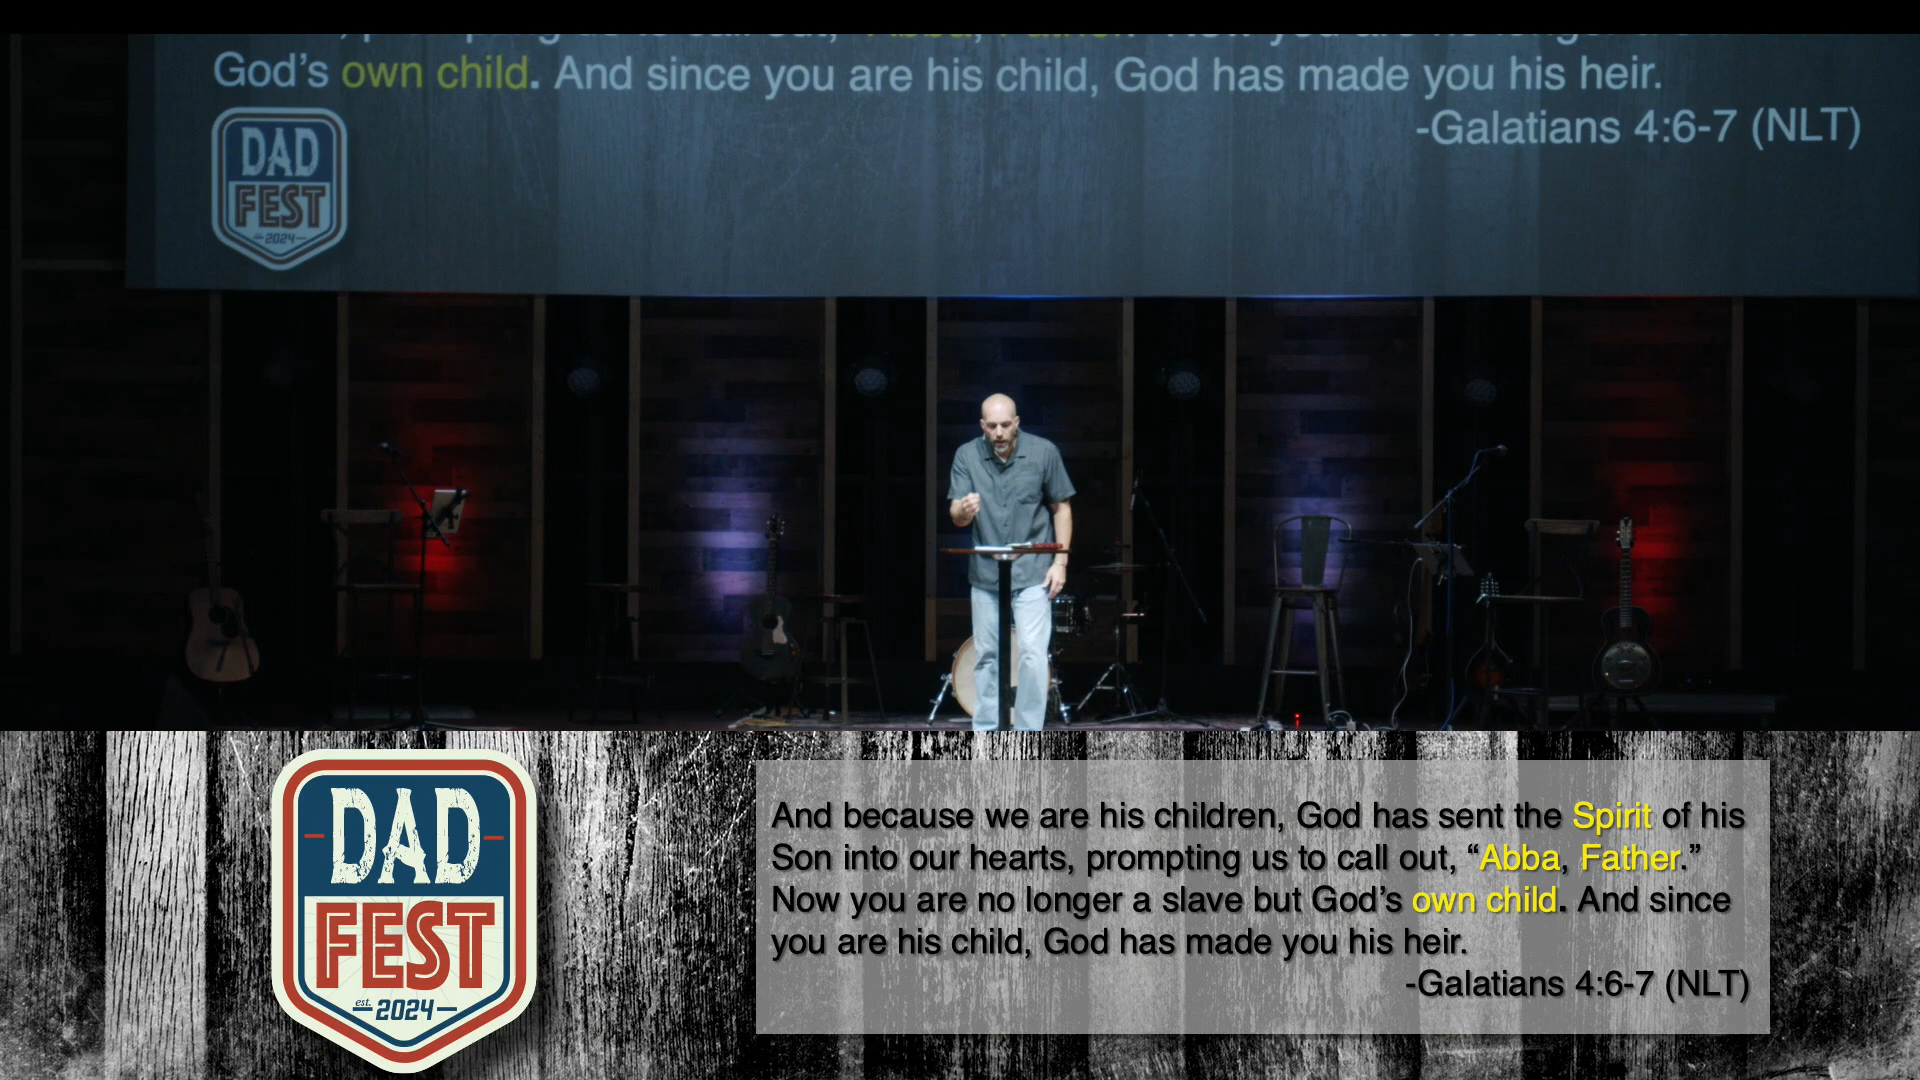 God's own child. And since you are his child, God has made you his heir.
-Galatians 4:6-7 (NLT)
DAD
FEST
2024
DAD
FEST
est. 2024
And because we are his children, God has sent the Spirit of his
Son into our hearts, prompting us to call out, “Abba, Father.”
Now you are no longer a slave but God’s own child. And since
you are his child, God has made you his heir.
-Galatians 4:6-7 (NLT)